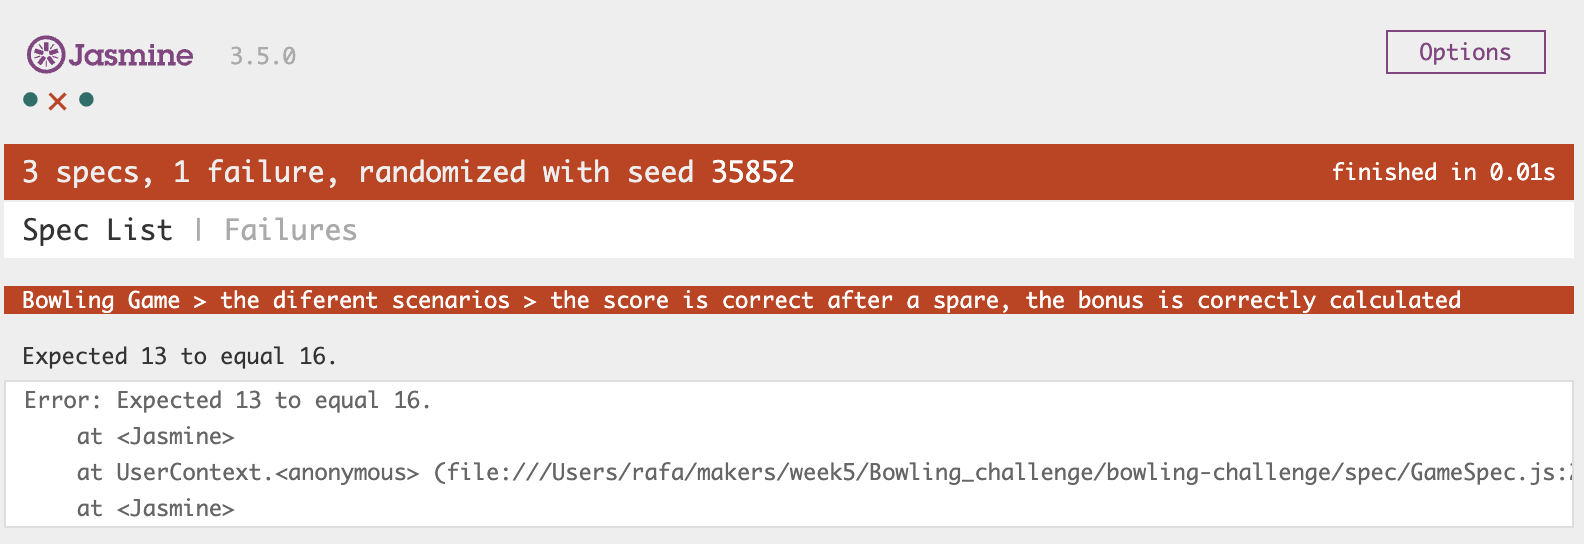 Jasmine 3.5.0 Options
3 specs, 1 failure, randomized with seed 35852 finished in 0.01s
Spec List | Failures
Bowling Game > the diferent scenarios > the score is correct after a spare, the bonus is correctly calculated
Expected 13 to equal 16.
Error: Expected 13 to equal 16.
at <Jasmine>
at UserContext.<anonymous> (file:///Users/rafa/makers/week5/Bowling_challenge/bowling-challenge/spec/GameSpec.js:
at <Jasmine>